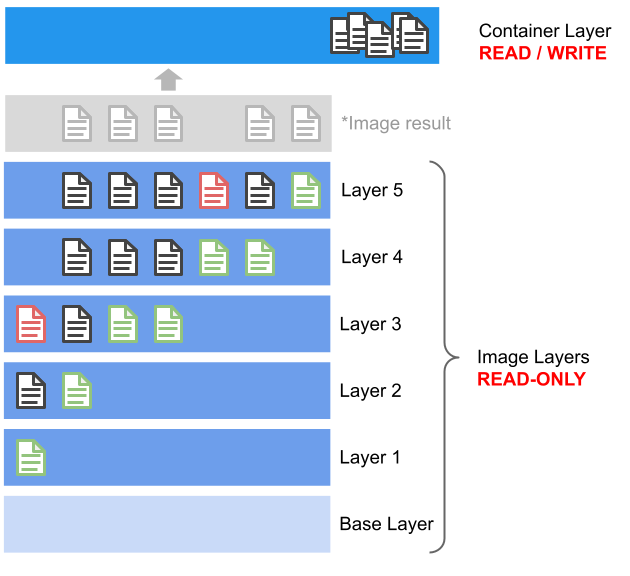 Container Layer
READ / WRITE
*Image result
Layer 5
Layer 4
Layer 3
Image Layers
READ-ONLY
Layer 2
Layer 1
Base Layer